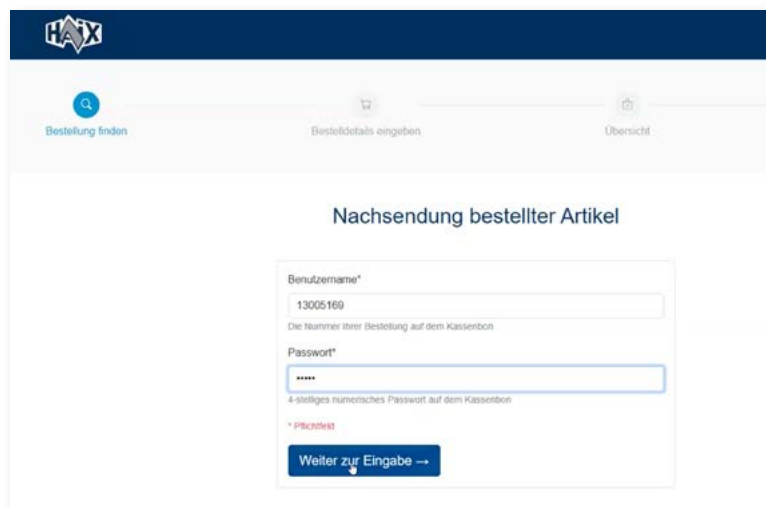 HAIX
Bestellung finden
Bestelldetails eingeben
Übersicht
Nachsendung bestellter Artikel
Benutzername*
13005169
Die Nummer Ihrer Bestellung auf dem Kassenbon
Passwort*
•••••
4-stelliges numerisches Passwort auf dem Kassenbon
* Pflichtfeld
Weiter zur Eingabe →